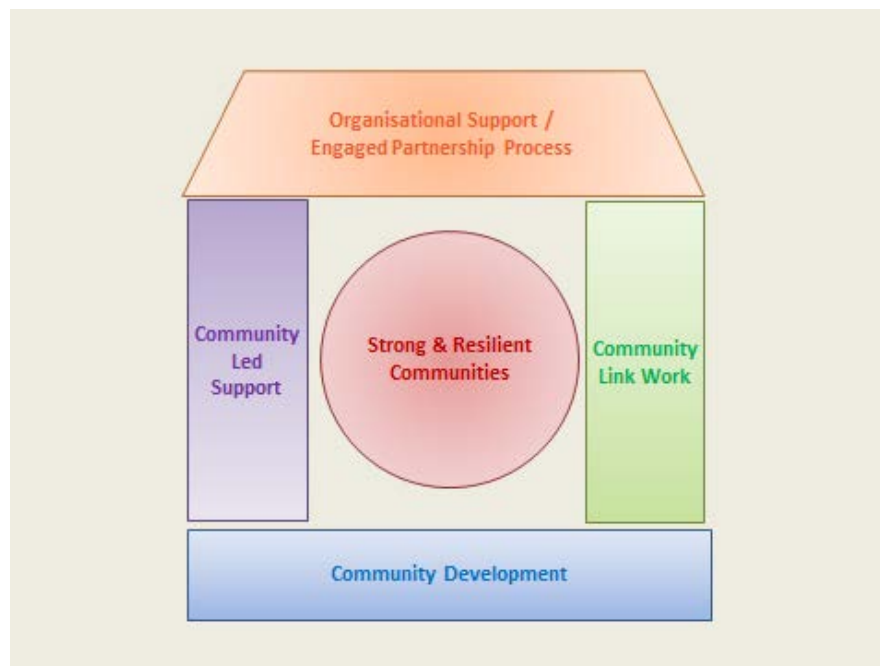 Organisational Support /
Engaged Partnership Process
Community
Led
Support
Strong & Resilient
Communities
Community
Link Work
Community Development